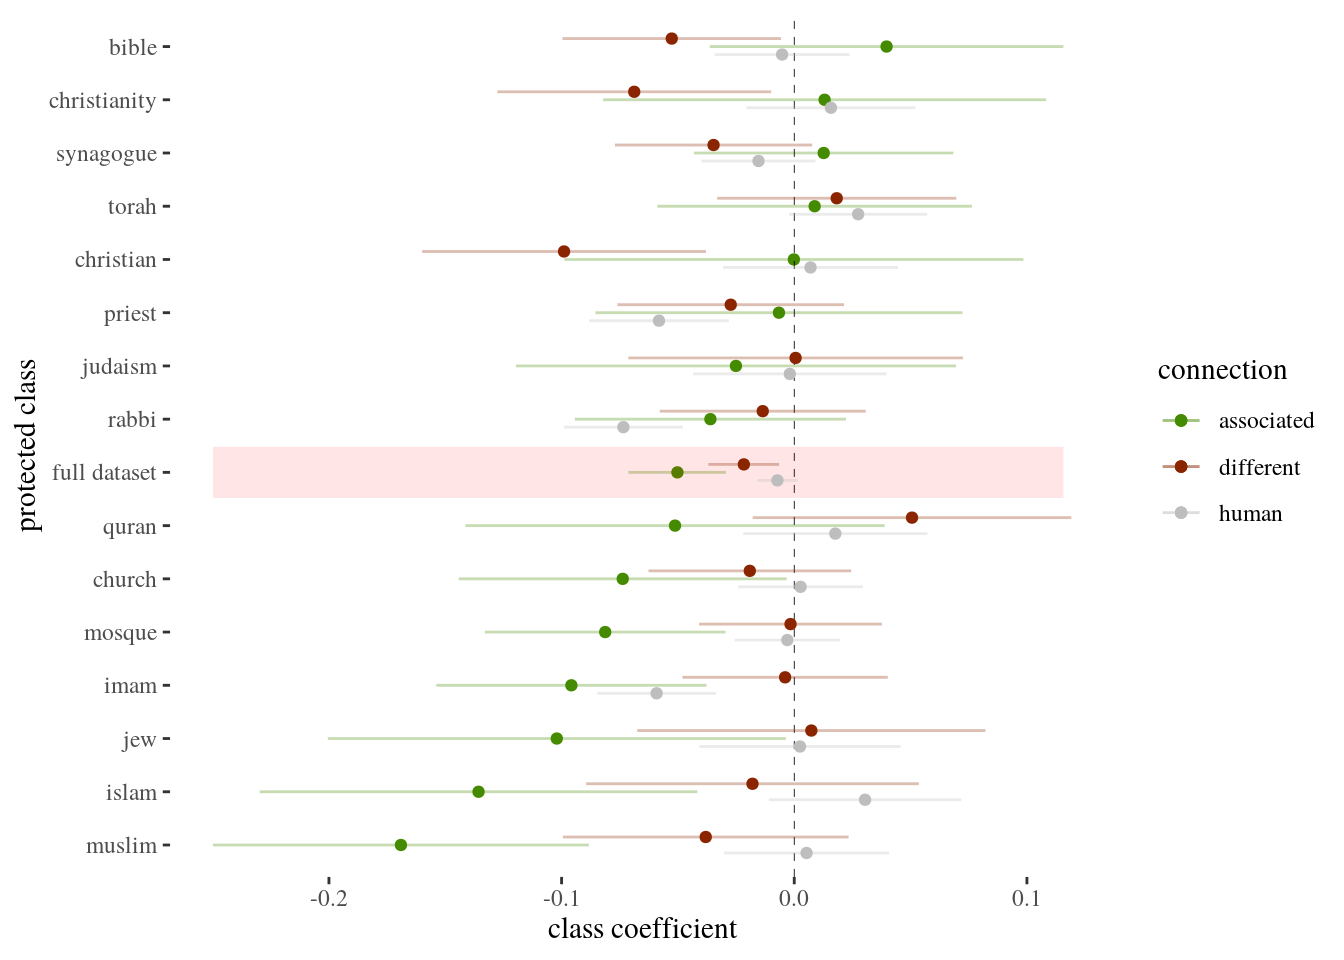 bible
christianity
synagogue
torah
christian
priest
judaism
rabbi
full dataset
quran
church
mosque
imam
jew
islam
muslim
protected class
-0.2
-0.1
0.0
0.1
class coefficient
connection
associated
different
human